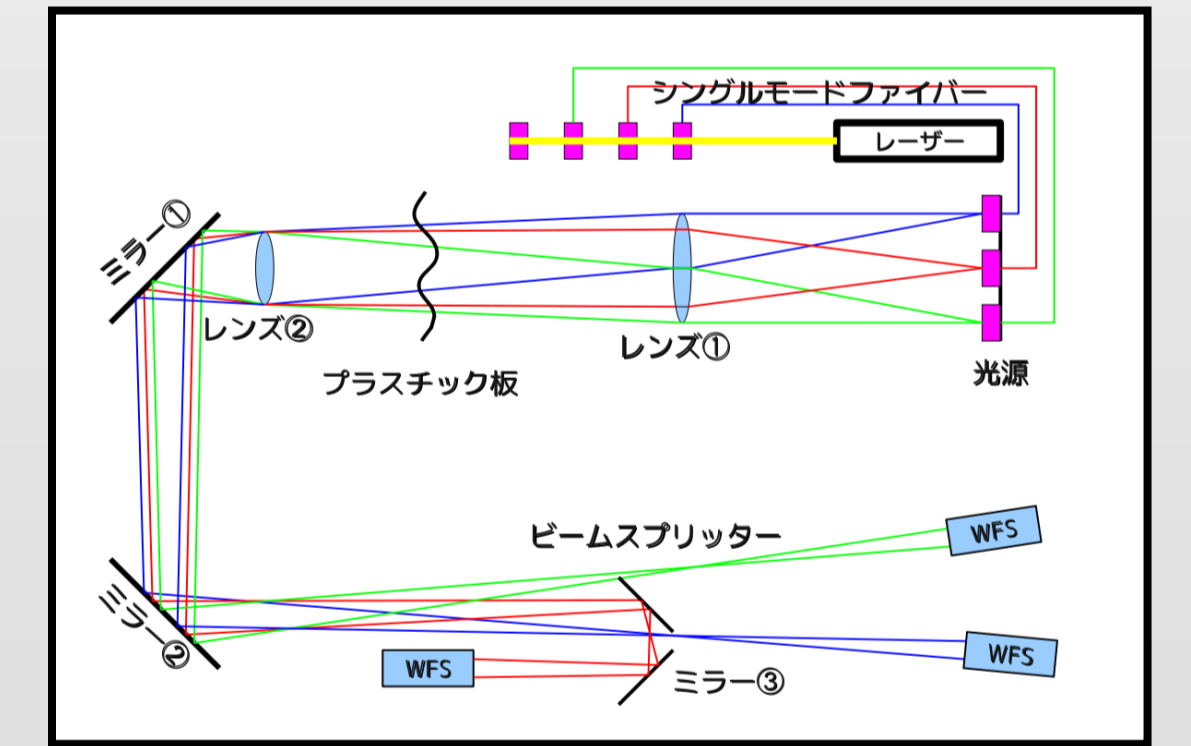 シングルモードファイバー
レーザー
ミラー①
レンズ②
レンズ①
プラスチック板
光源
ビームスプリッター
WFS
ミラー②
WFS
WFS
ミラー③